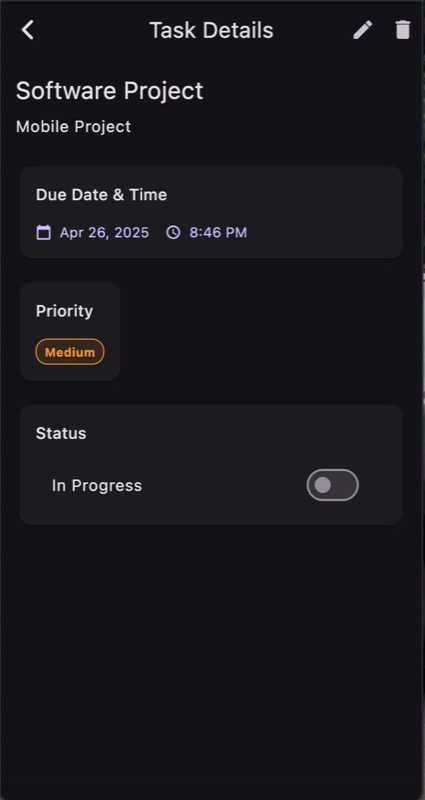 Task Details
Software Project
Mobile Project
Due Date & Time
Apr 26, 2025 8:46 PM
Priority
Medium
Status
In Progress